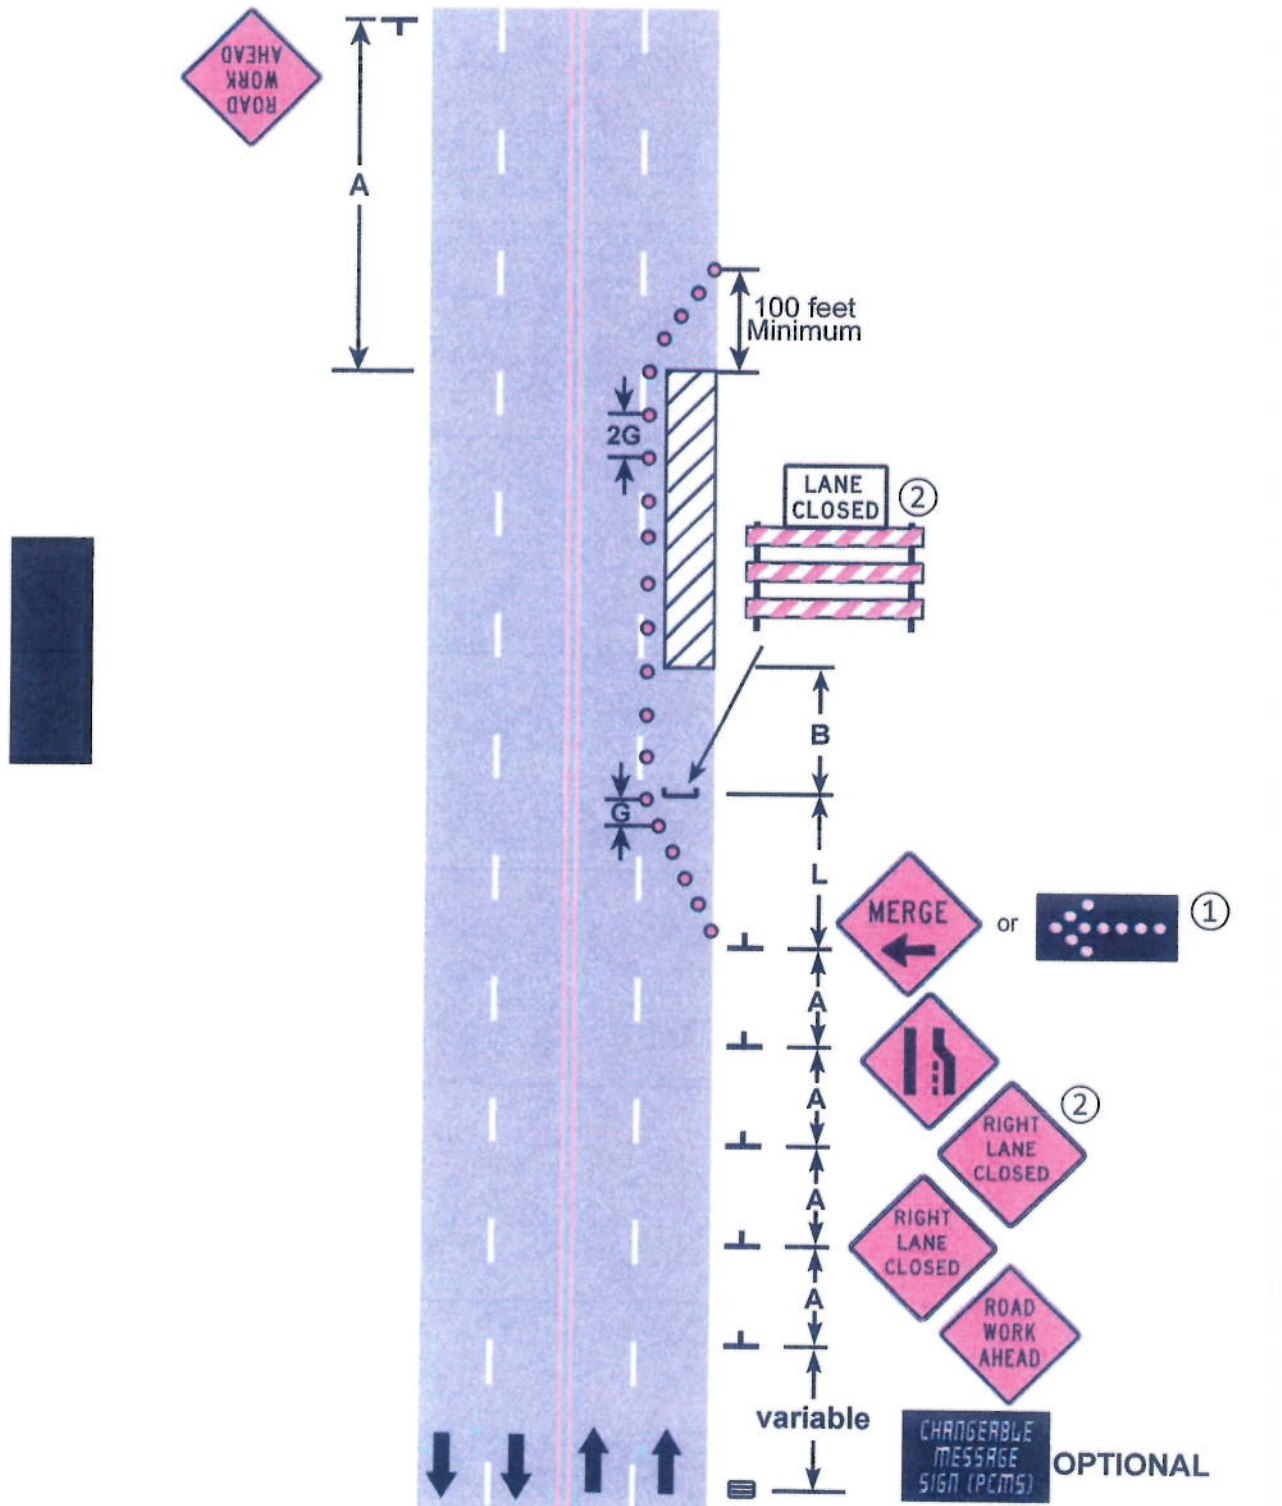 ROAD
WORK
AHEAD
A
100 feet
Minimum
2G
LANE
CLOSED
②
B
G
L
MERGE
or
①
A
A
②
RIGHT
LANE
CLOSED
A
RIGHT
LANE
CLOSED
A
ROAD
WORK
AHEAD
variable
CHANGEABLE
MESSAGE
SIGN (PCMS)
OPTIONAL